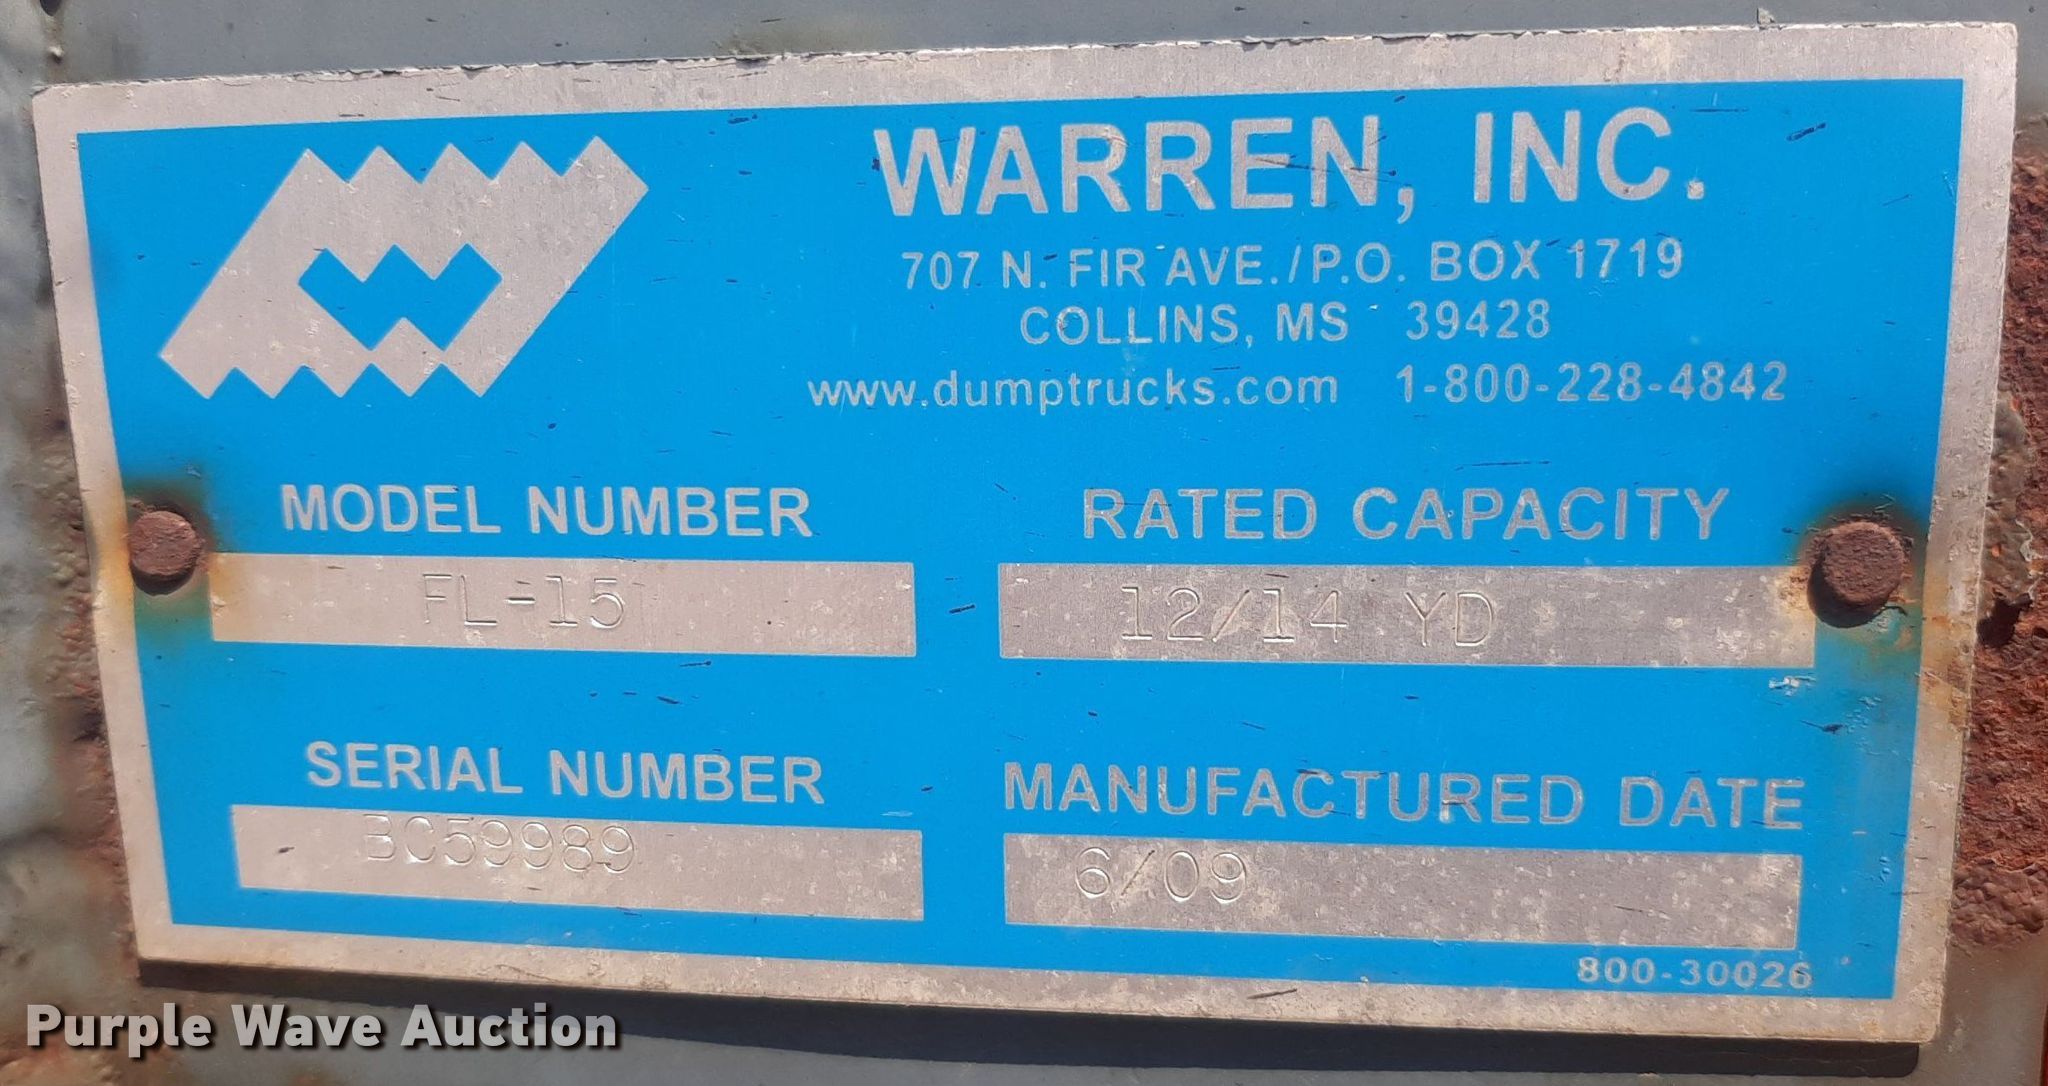 WARREN, INC.
707 N. FIR AVE./P.O. BOX 1719
COLLINS, MS 39428
www.dumptrucks.com 1-800-228-4842
MODEL NUMBER
FL-15
RATED CAPACITY
12/14 YD
SERIAL NUMBER
BC59989
MANUFACTURED DATE
6/09
800-30026
Purple Wave Auction